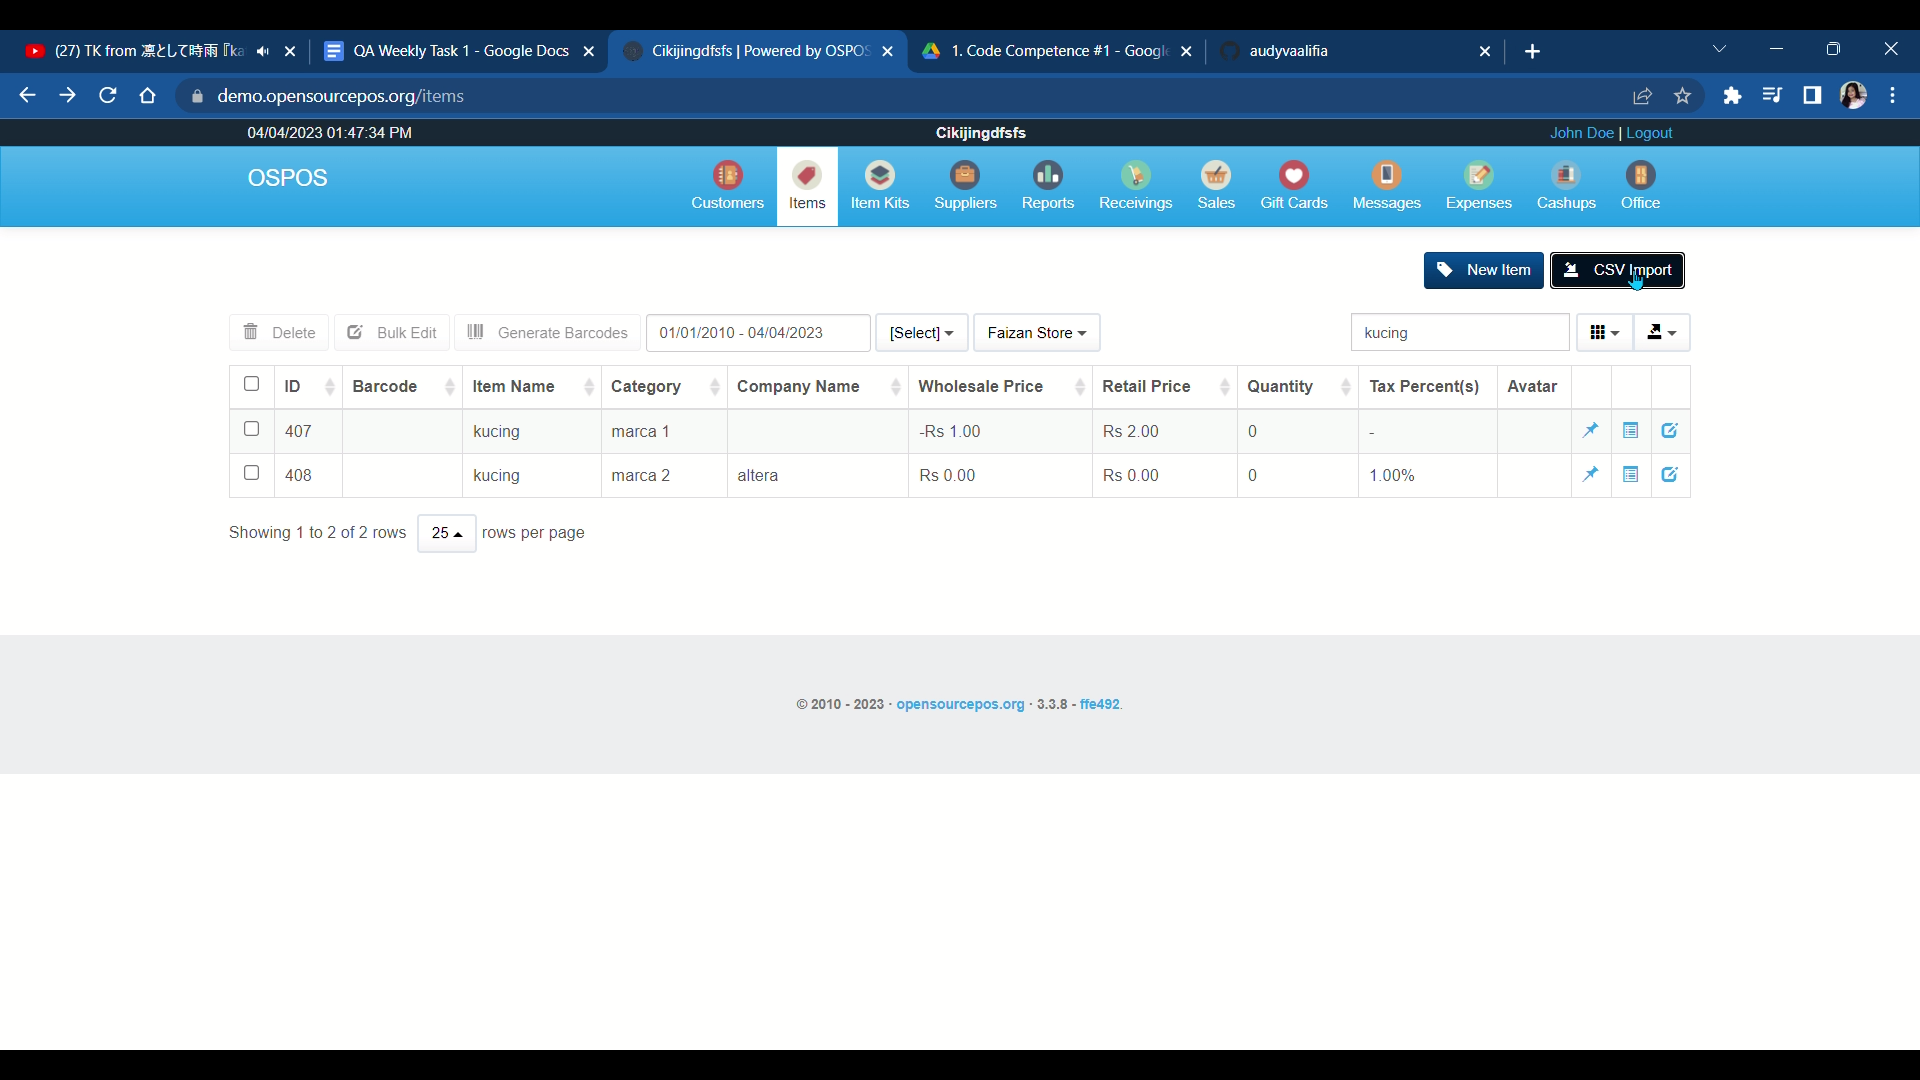 (27) TK from 凛として時雨『ka
QA Weekly Task 1 - Google Docs
Cikijingdfsfs | Powered by OSPOS
1. Code Competence #1 - Google
audyvaalifia
demo.opensourcepos.org/items
04/04/2023 01:47:34 PM
Cikijingdfsfs
John Doe | Logout
OSPOS
Customers
Items
Item Kits
Suppliers
Reports
Receivings
Sales
Gift Cards
Messages
Expenses
Cashups
Office
New Item
CSV Import
Delete
Bulk Edit
Generate Barcodes
01/01/2010 - 04/04/2023
[Select]
Faizan Store
kucing
ID Barcode Item Name Category Company Name Wholesale Price Retail Price Quantity Tax Percent(s) Avatar
407 kucing marca 1 -Rs 1.00 Rs 2.00 0 -
408 kucing marca 2 altera Rs 0.00 Rs 0.00 0 1.00%
Showing 1 to 2 of 2 rows 25 rows per page
© 2010 - 2023 · opensourcepos.org · 3.3.8 - ffe492.